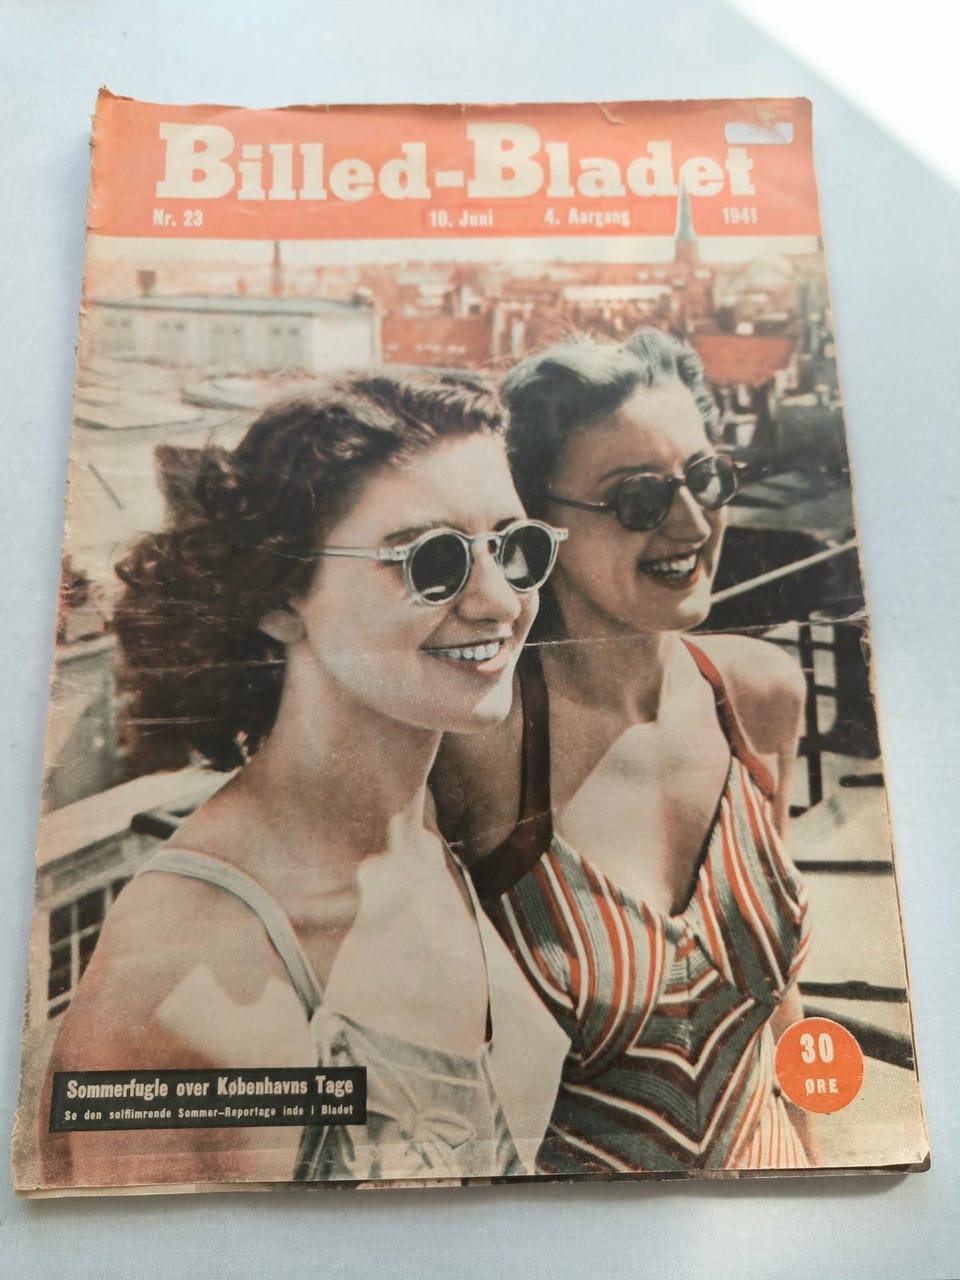 Billed-Bladet
Nr. 23 10. Juni 4. Aargang 1941
30
ØRE
Sommerfugle over Københavns Tage
Se den solflimrende Sommer-Reportage inde i Bladet